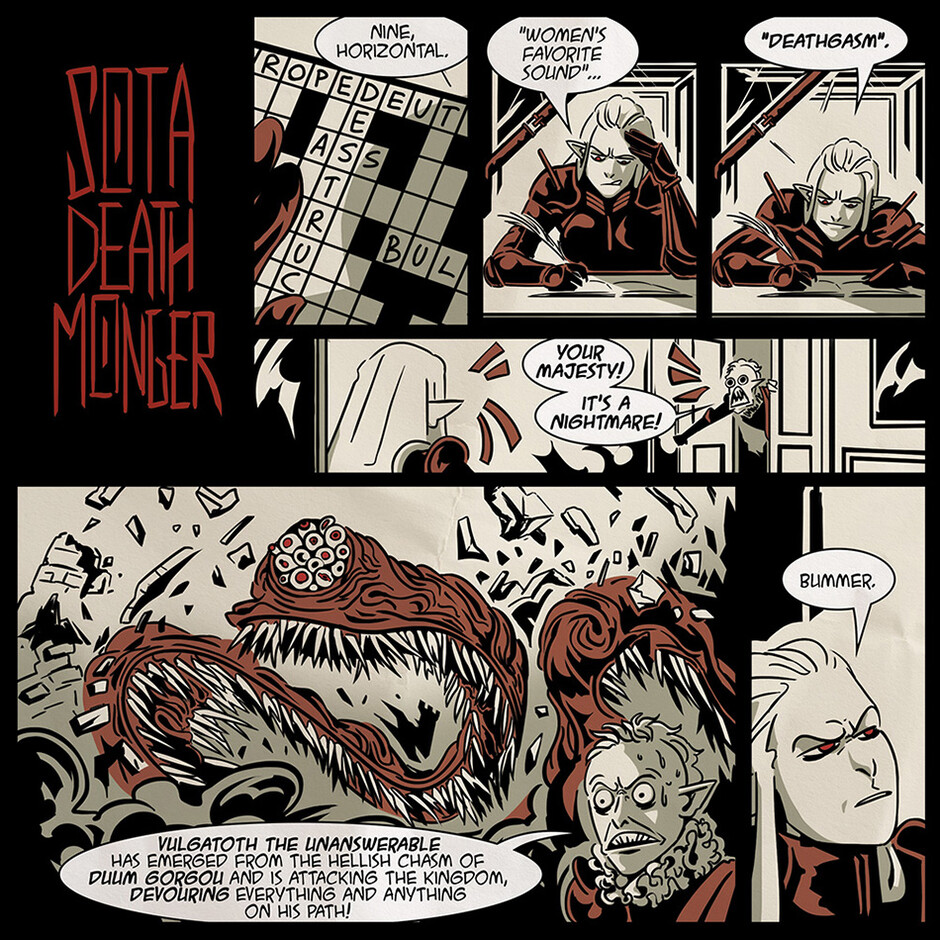 SOTA
DEATH
MONGER
NINE,
HORIZONTAL.
ROPEDEUT
E
ASS
T
R
U
C
BUL
"WOMEN'S
FAVORITE
SOUND"...
"DEATHGASM".
YOUR
MAJESTY!
IT'S A
NIGHTMARE!
VULGATOTH THE UNANSWERABLE
HAS EMERGED FROM THE HELLISH CHASM OF
DUUM GORGOU AND IS ATTACKING THE KINGDOM,
DEVOURING EVERYTHING AND ANYTHING
ON HIS PATH!
BUMMER.